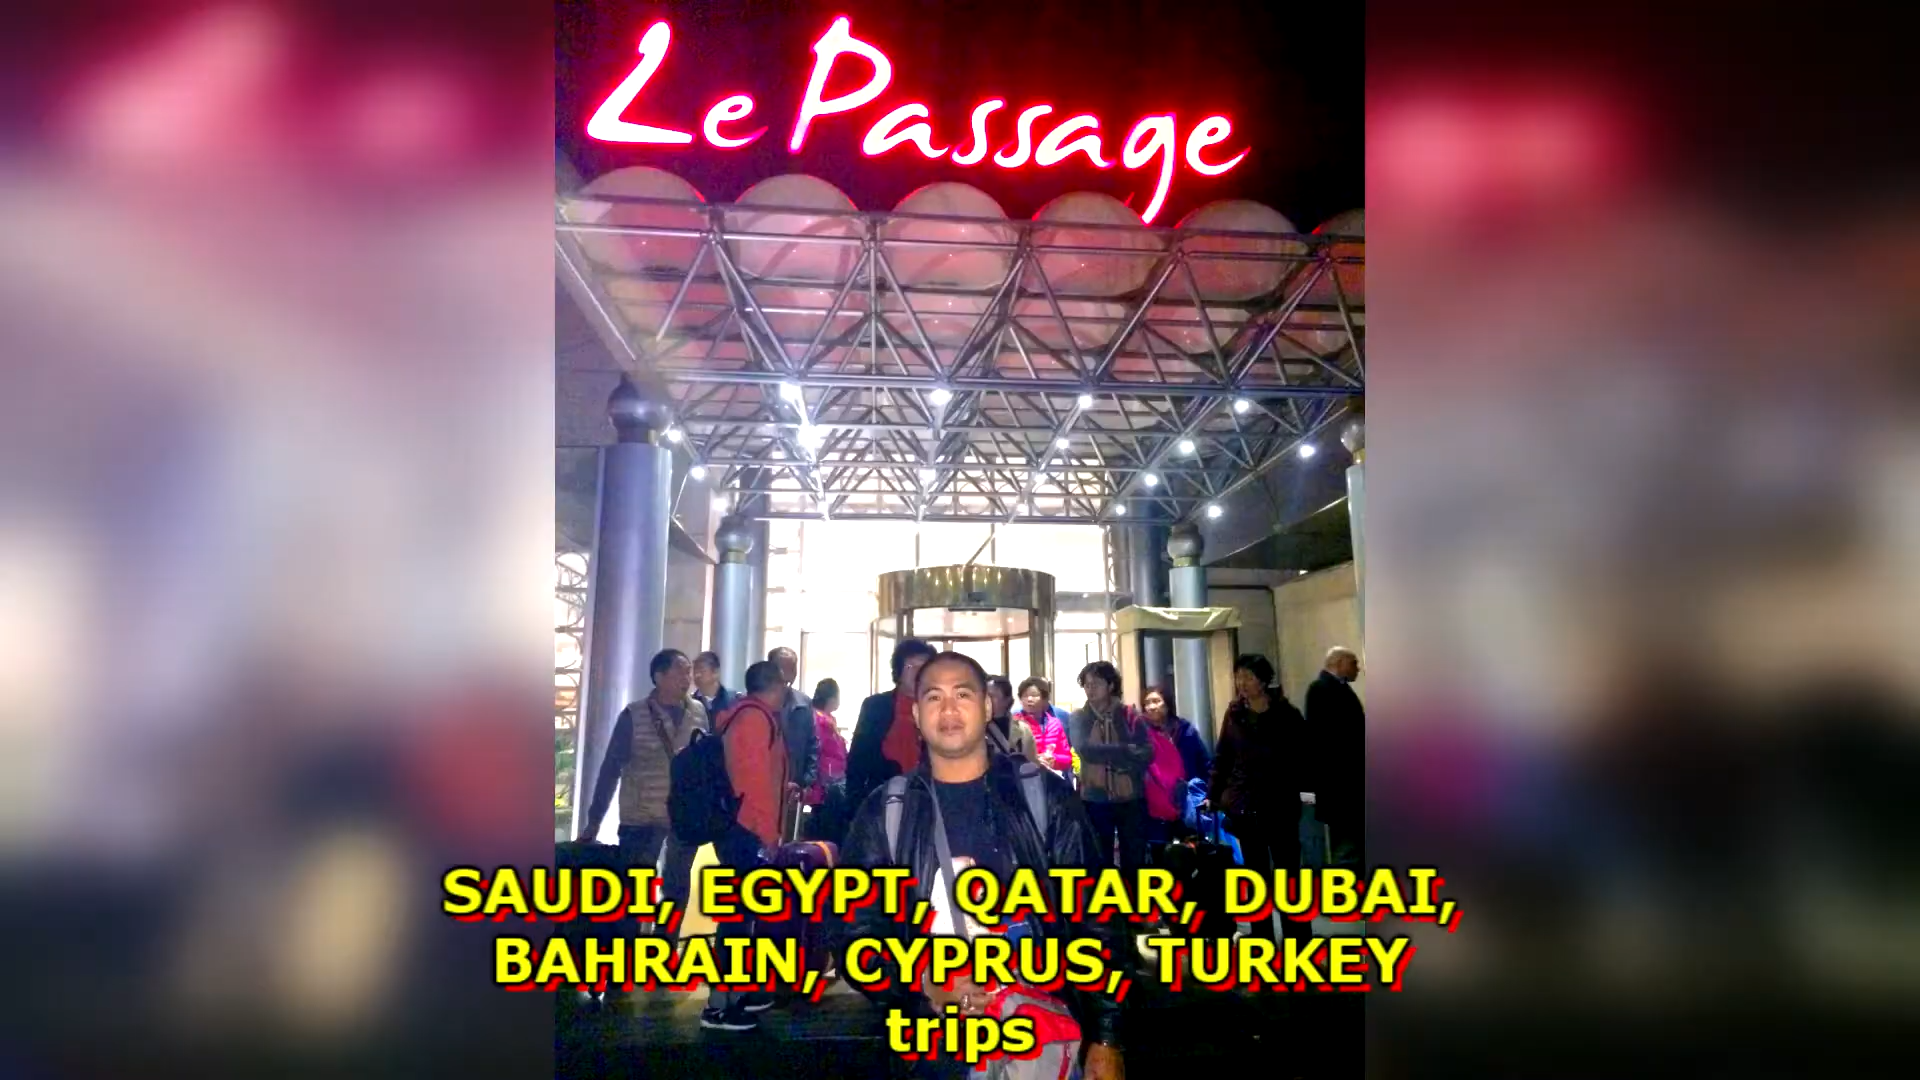 Le Passage
SAUDI, EGYPT, QATAR, DUBAI,
BAHRAIN, CYPRUS, TURKEY
trips